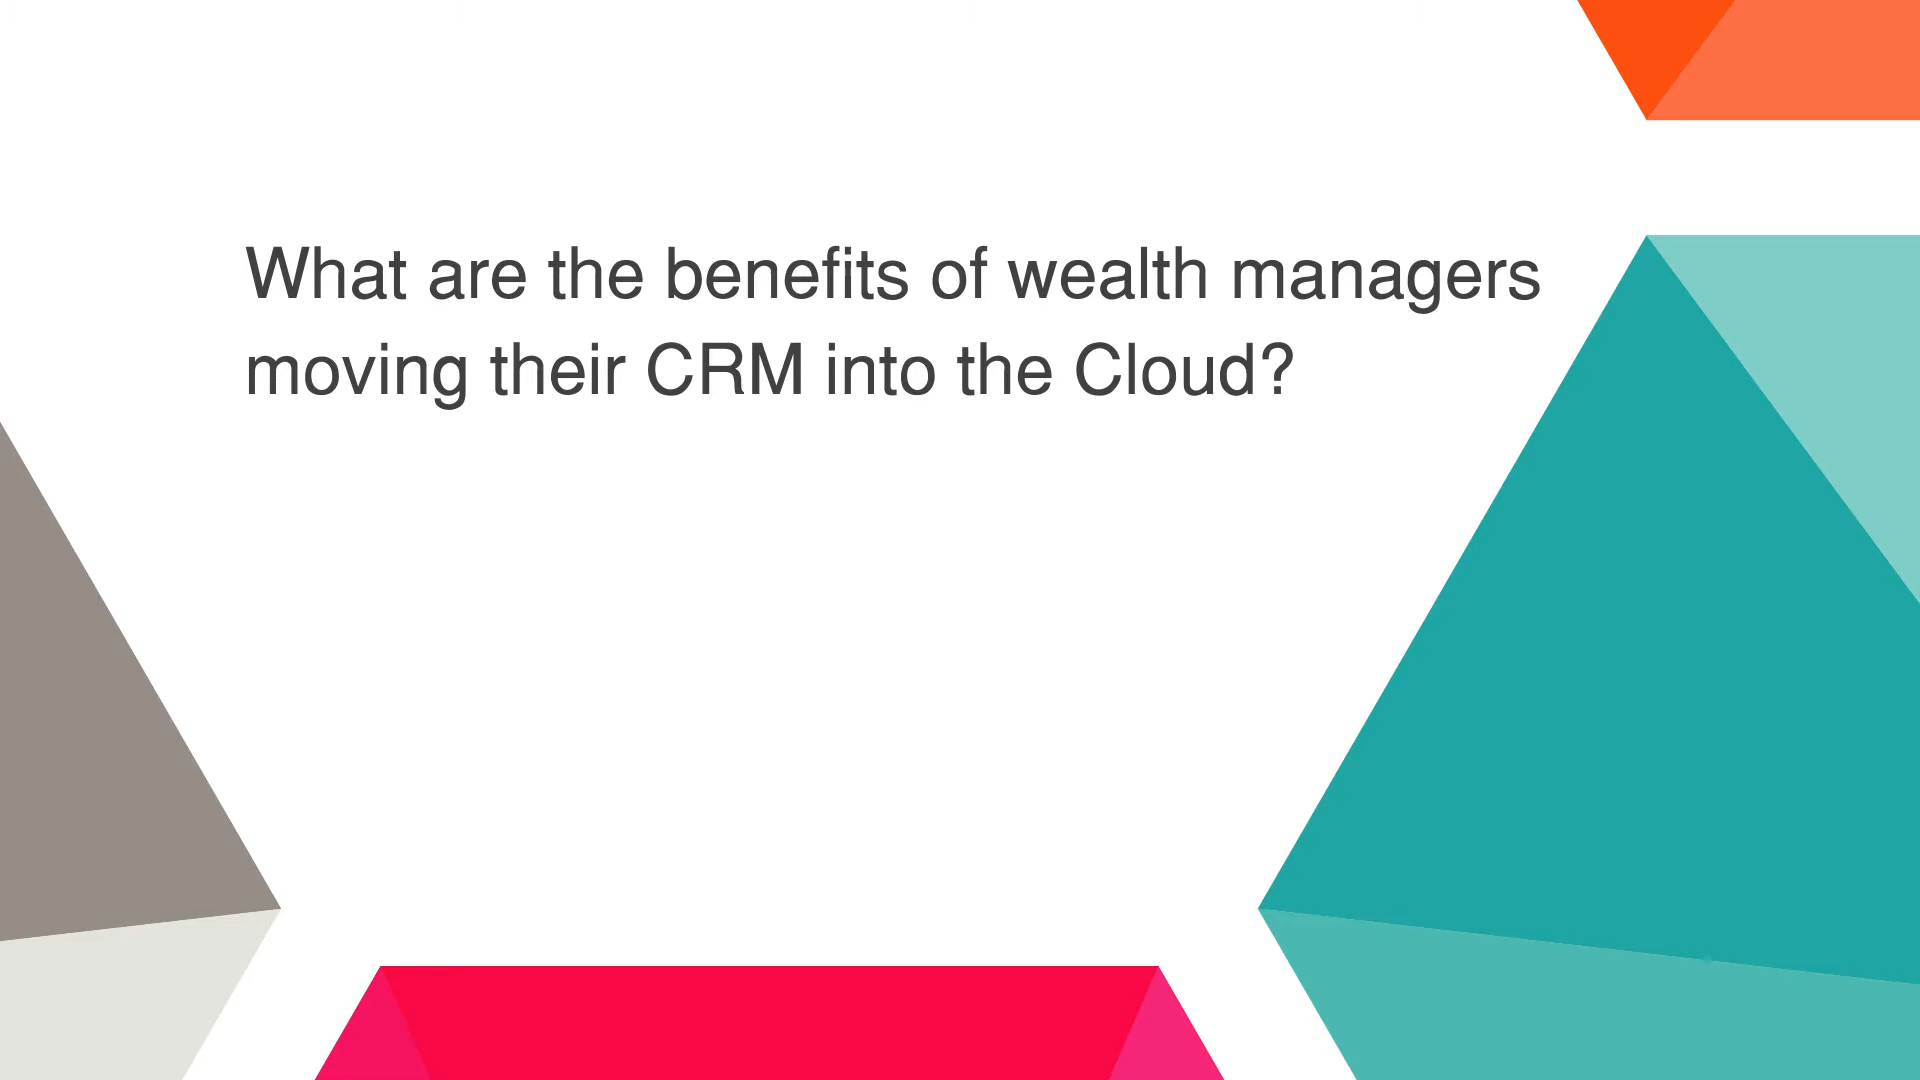 What are the benefits of wealth managers
moving their CRM into the Cloud?